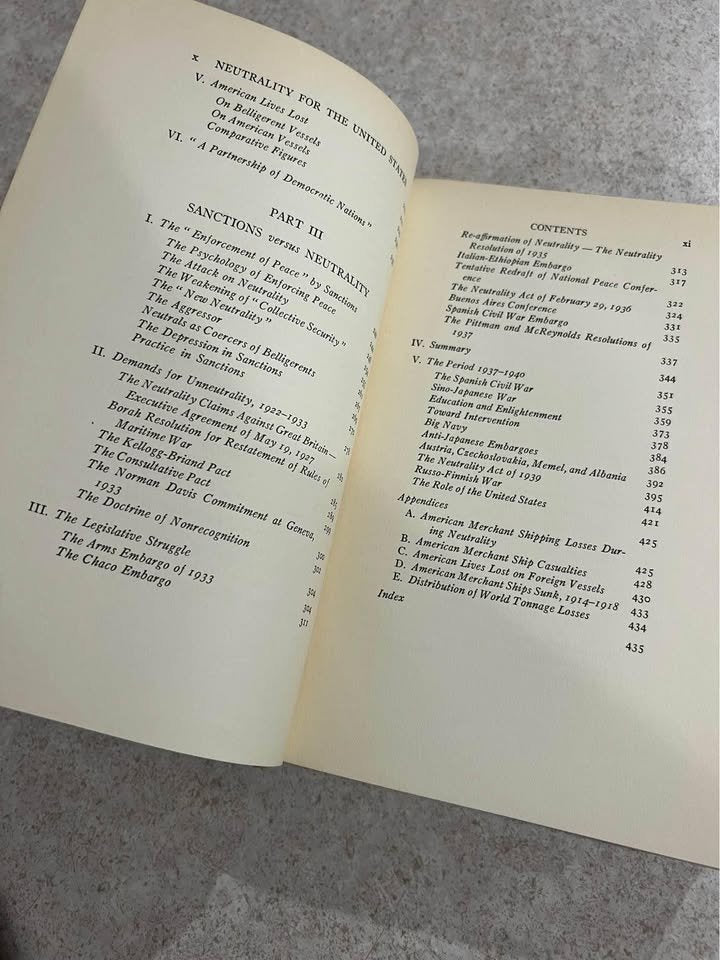 x NEUTRALITY FOR THE UNITED STATES
V. American Lives Lost
On Belligerent Vessels
On American Vessels
Comparative Figures
VI. "A Partnership of Democratic Nations"
PART III
SANCTIONS versus NEUTRALITY
I. The "Enforcement of Peace" by Sanctions
The Psychology of Enforcing Peace
The Attack on Neutrality
The Weakening of "Collective Security"
The "New Neutrality"
The Aggressor
Neutrals as Coercers of Belligerents
The Depression in Sanctions
Practice in Sanctions
II. Demands for Unneutrality, 1922–1933
The Neutrality Claims Against Great Britain—
Executive Agreement of May 19, 1927
Borah Resolution for Restatement of Rules of
Maritime War 285
The Kellogg-Briand Pact 289
The Consultative Pact 299
The Norman Davis Commitment at Geneva,
1933 300
The Doctrine of Nonrecognition 302
III. The Legislative Struggle 304
The Arms Embargo of 1933 304
The Chaco Embargo 311
CONTENTS xi
Re-affirmation of Neutrality — The Neutrality
Resolution of 1935 313
Italian-Ethiopian Embargo 317
Tentative Redraft of National Peace Confer-
ence 322
The Neutrality Act of February 29, 1936 324
Buenos Aires Conference 331
Spanish Civil War Embargo 335
The Pittman and McReynolds Resolutions of
1937 337
IV. Summary 344
V. The Period 1937–1940 351
The Spanish Civil War 355
Sino-Japanese War 359
Education and Enlightenment 373
Toward Intervention 378
Big Navy 384
Anti-Japanese Embargoes 386
Austria, Czechoslovakia, Memel, and Albania 392
The Neutrality Act of 1939 395
Russo-Finnish War 414
The Role of the United States 421
Appendices 425
A. American Merchant Shipping Losses Dur-
ing Neutrality 425
B. American Merchant Ship Casualties 428
C. American Lives Lost on Foreign Vessels 430
D. American Merchant Ships Sunk, 1914–1918 433
E. Distribution of World Tonnage Losses 434
Index 435